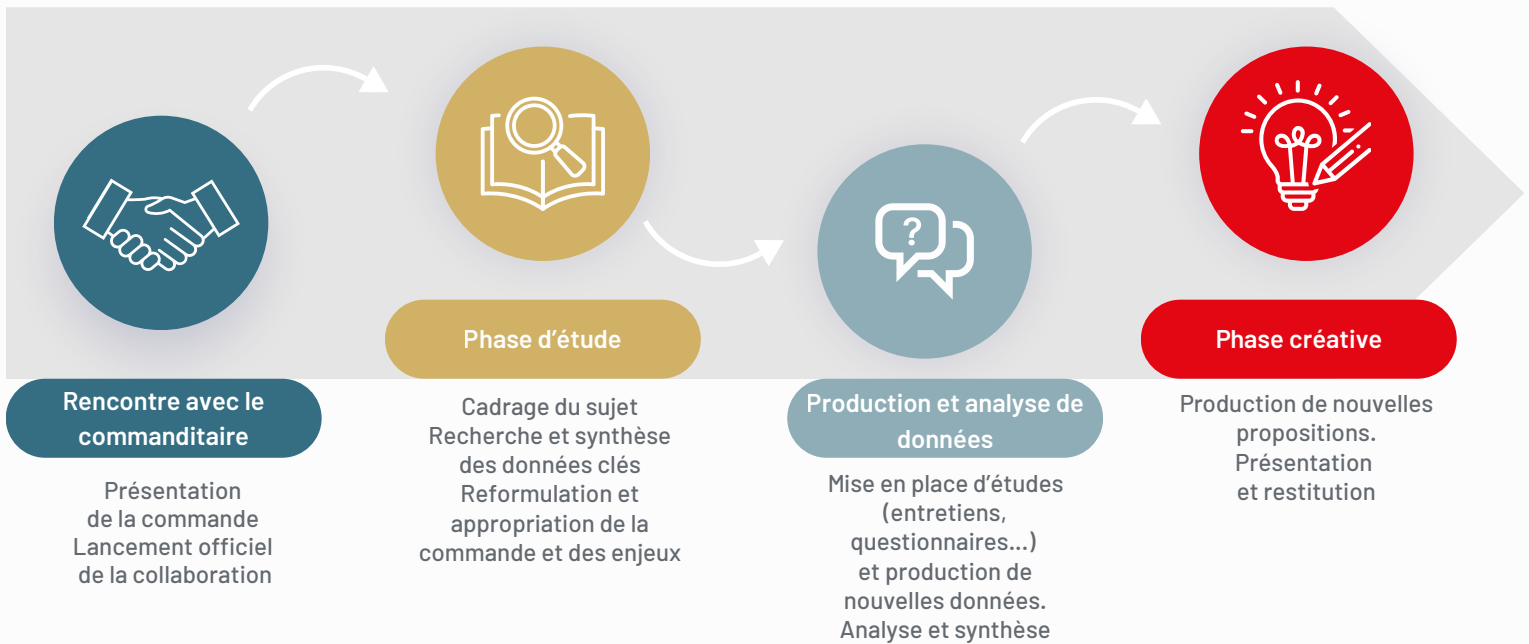 Rencontre avec le
commanditaire
Présentation
de la commande
Lancement officiel
de la collaboration
Phase d'étude
Cadrage du sujet
Recherche et synthèse
des données clés
Reformulation et
appropriation de la
commande et des enjeux
?
Production et analyse de
données
Mise en place d'études
(entretiens,
questionnaires...)
et production de
nouvelles données.
Analyse et synthèse
Phase créative
Production de nouvelles
propositions.
Présentation
et restitution